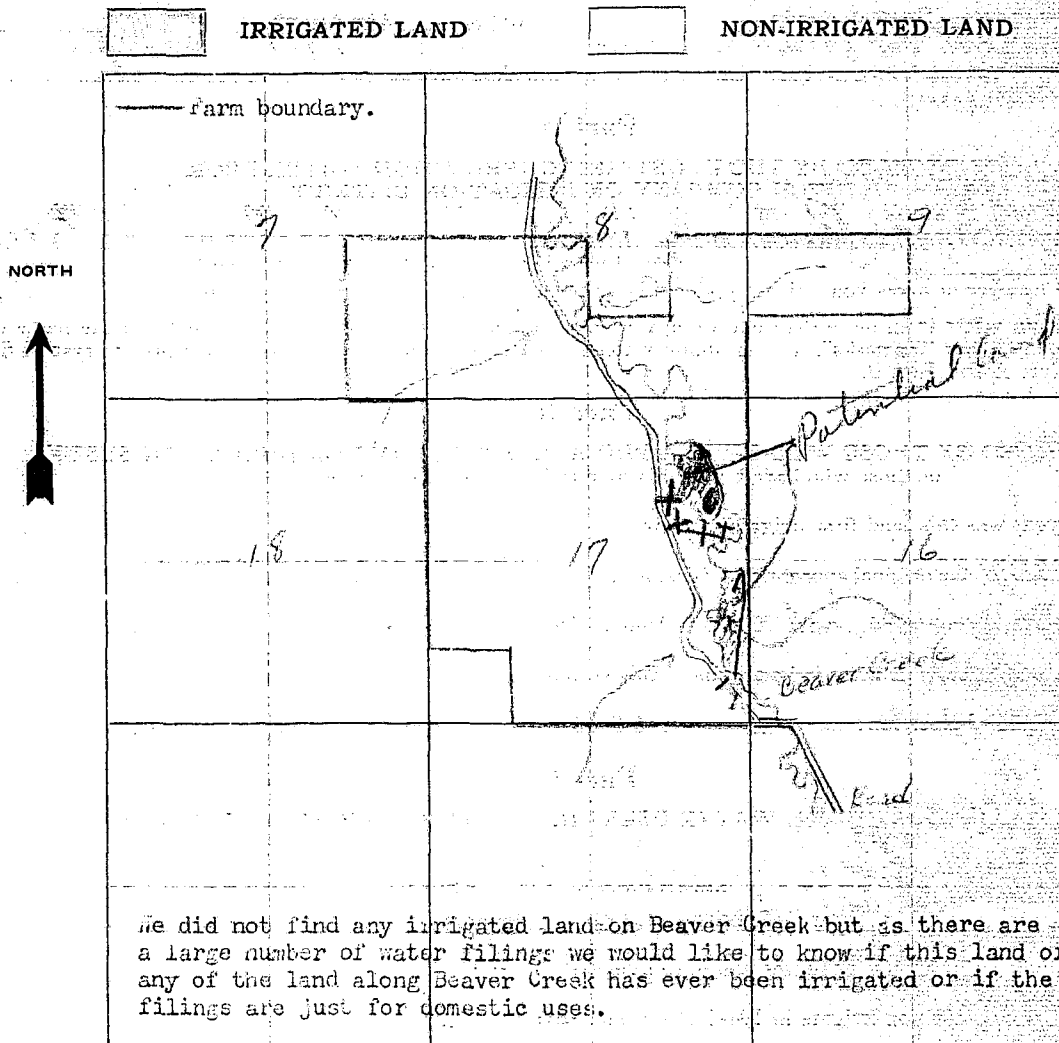 IRRIGATED LAND NON-IRRIGATED LAND
farm boundary.
7 8 9
NORTH
Potential
18 17 16
Beaver Creek
Road
We did not find any irrigated land on Beaver Creek but as there are
a large number of water filings we would like to know if this land or
any of the land along Beaver Creek has ever been irrigated or if the
filings are just for domestic uses.